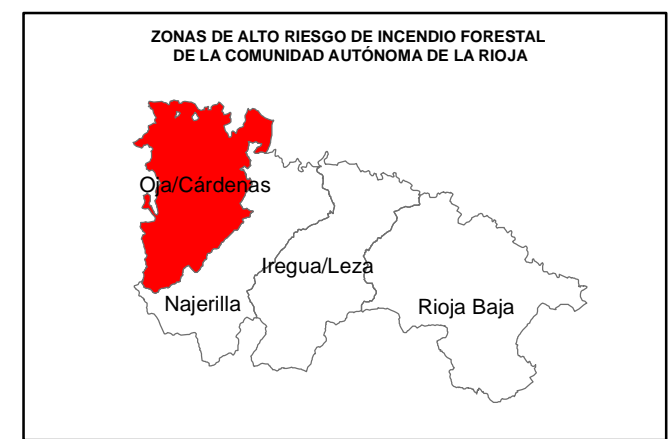 ZONAS DE ALTO RIESGO DE INCENDIO FORESTAL
DE LA COMUNIDAD AUTÓNOMA DE LA RIOJA
Oja/Cárdenas
Iregua/Leza
Najerilla
Rioja Baja